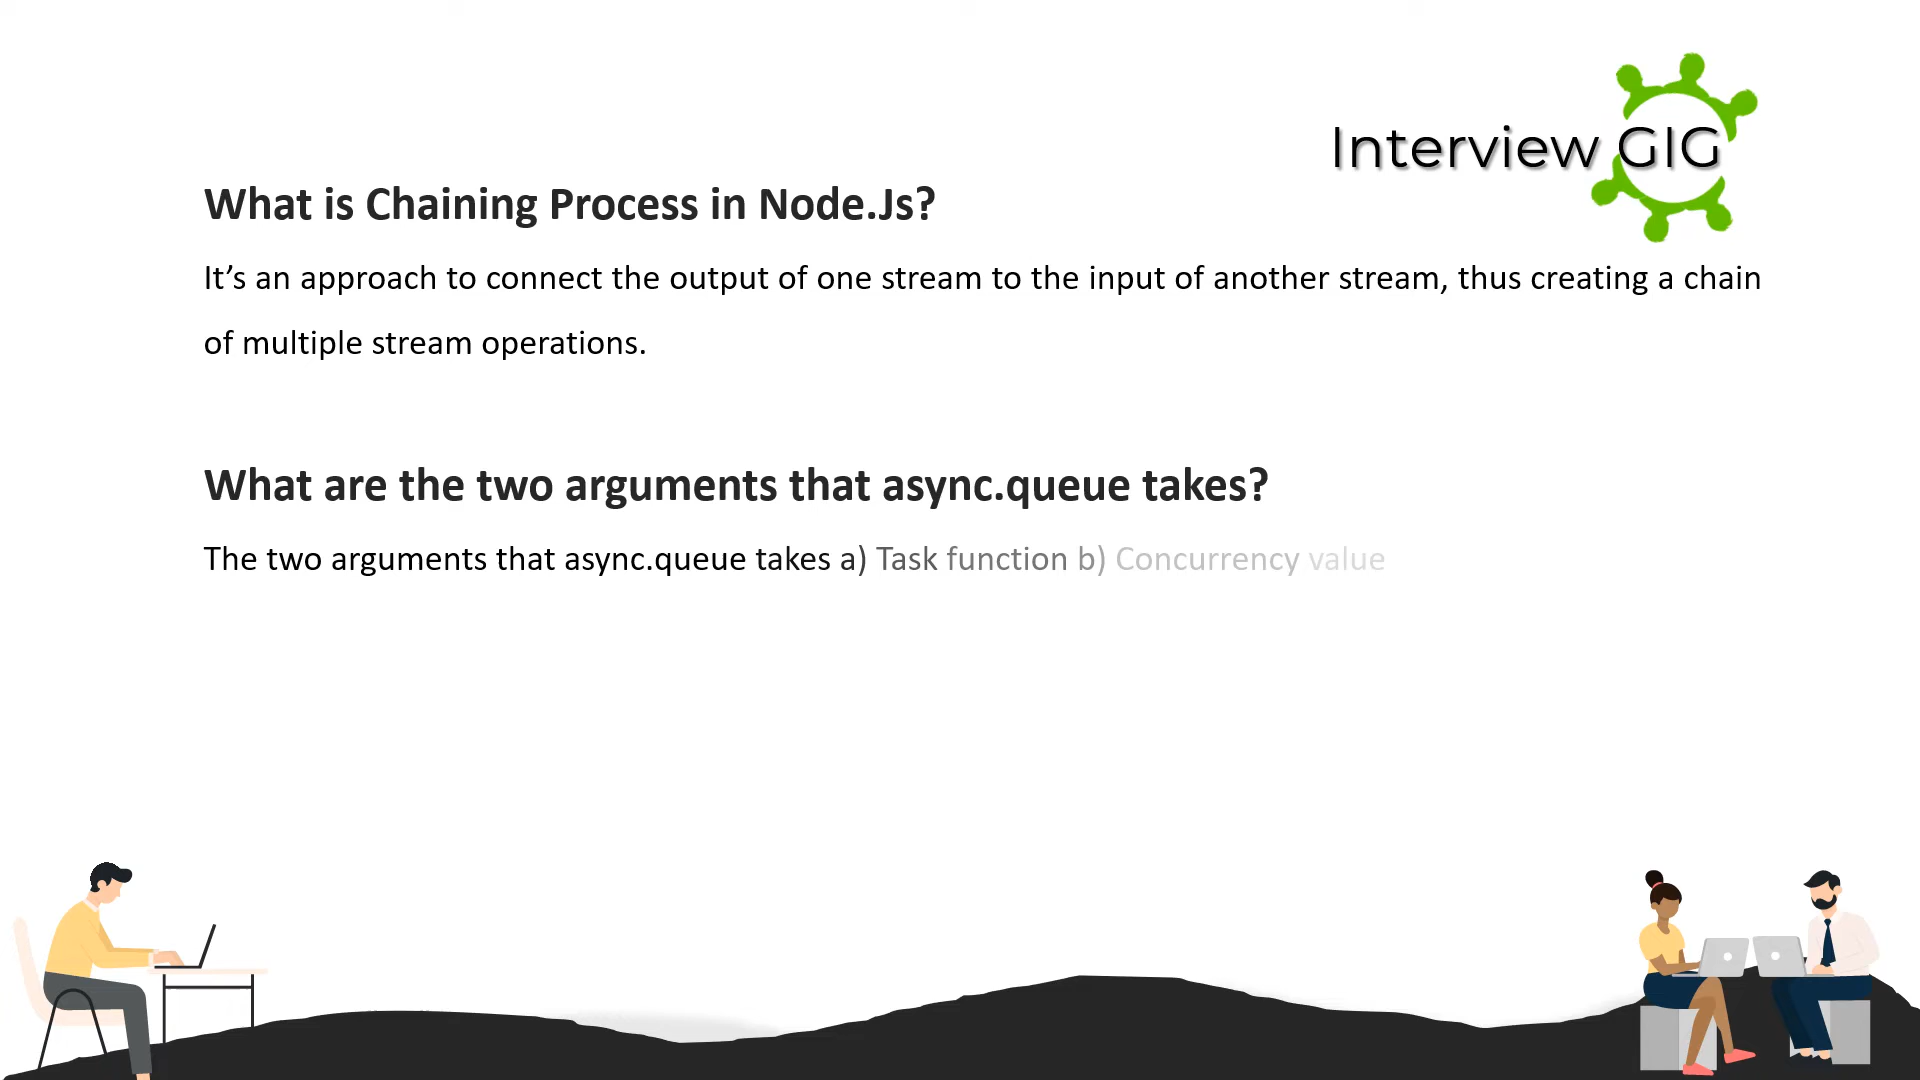 Interview GIG
What is Chaining Process in Node.Js?
It’s an approach to connect the output of one stream to the input of another stream, thus creating a chain
of multiple stream operations.
What are the two arguments that async.queue takes?
The two arguments that async.queue takes a) Task function b) Concurrency value